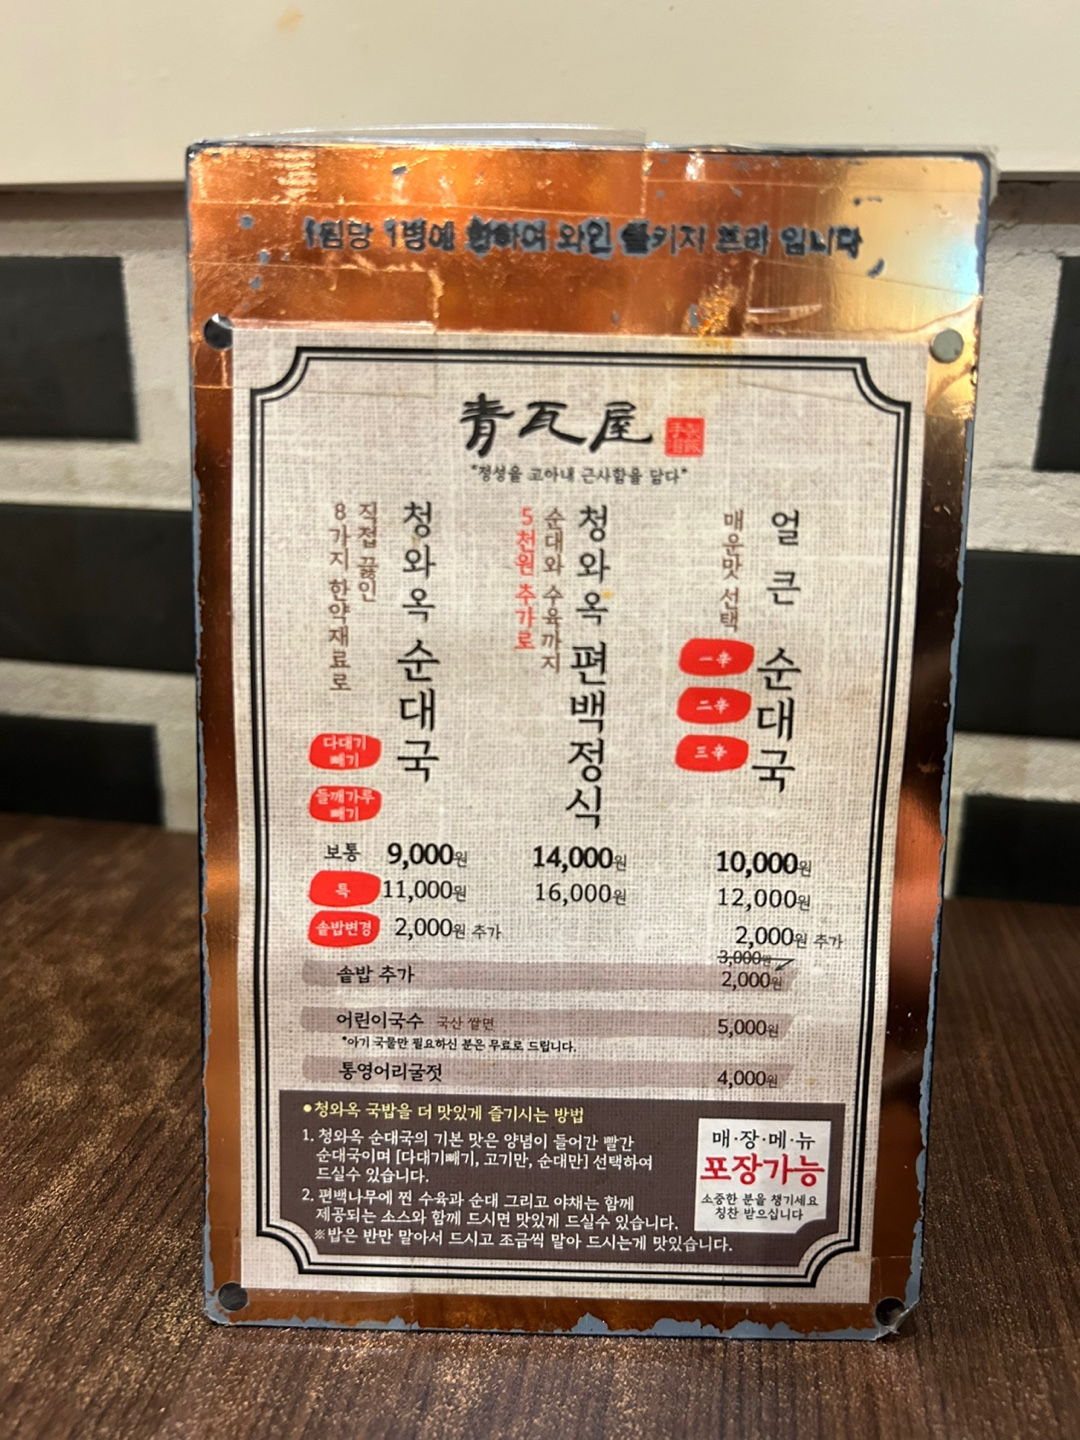 1팀당 1병에 한하여 와인 콜키지 프리 입니다
青瓦屋
"정성을 고아내 근사함을 담다"
청와옥 순대국
직접 끓인
8가지 한약재료로
다대기
빼기
들깨가루
빼기
청와옥 편백정식
순대와 수육까지
5천원 추가로
얼큰 순대국
매운맛 선택
一辛
二辛
三辛
보통 9,000원 14,000원 10,000원
특 11,000원 16,000원 12,000원
솥밥변경 2,000원 추가 2,000원 추가
3,000원
솥밥 추가 2,000원
어린이국수 국산 쌀면 5,000원
*아기 국물만 필요하신 분은 무료로 드립니다.
통영어리굴젓 4,000원
•청와옥 국밥을 더 맛있게 즐기시는 방법
1. 청와옥 순대국의 기본 맛은 양념이 들어간 빨간
순대국이며 [다대기빼기, 고기만, 순대만] 선택하여
드실수 있습니다.
2. 편백나무에 찐 수육과 순대 그리고 야채는 함께
제공되는 소스와 함께 드시면 맛있게 드실수 있습니다.
※밥은 반만 말아서 드시고 조금씩 말아 드시는게 맛있습니다.
매·장·메·뉴
포장가능
소중한 분을 챙기세요
칭찬 받으십니다